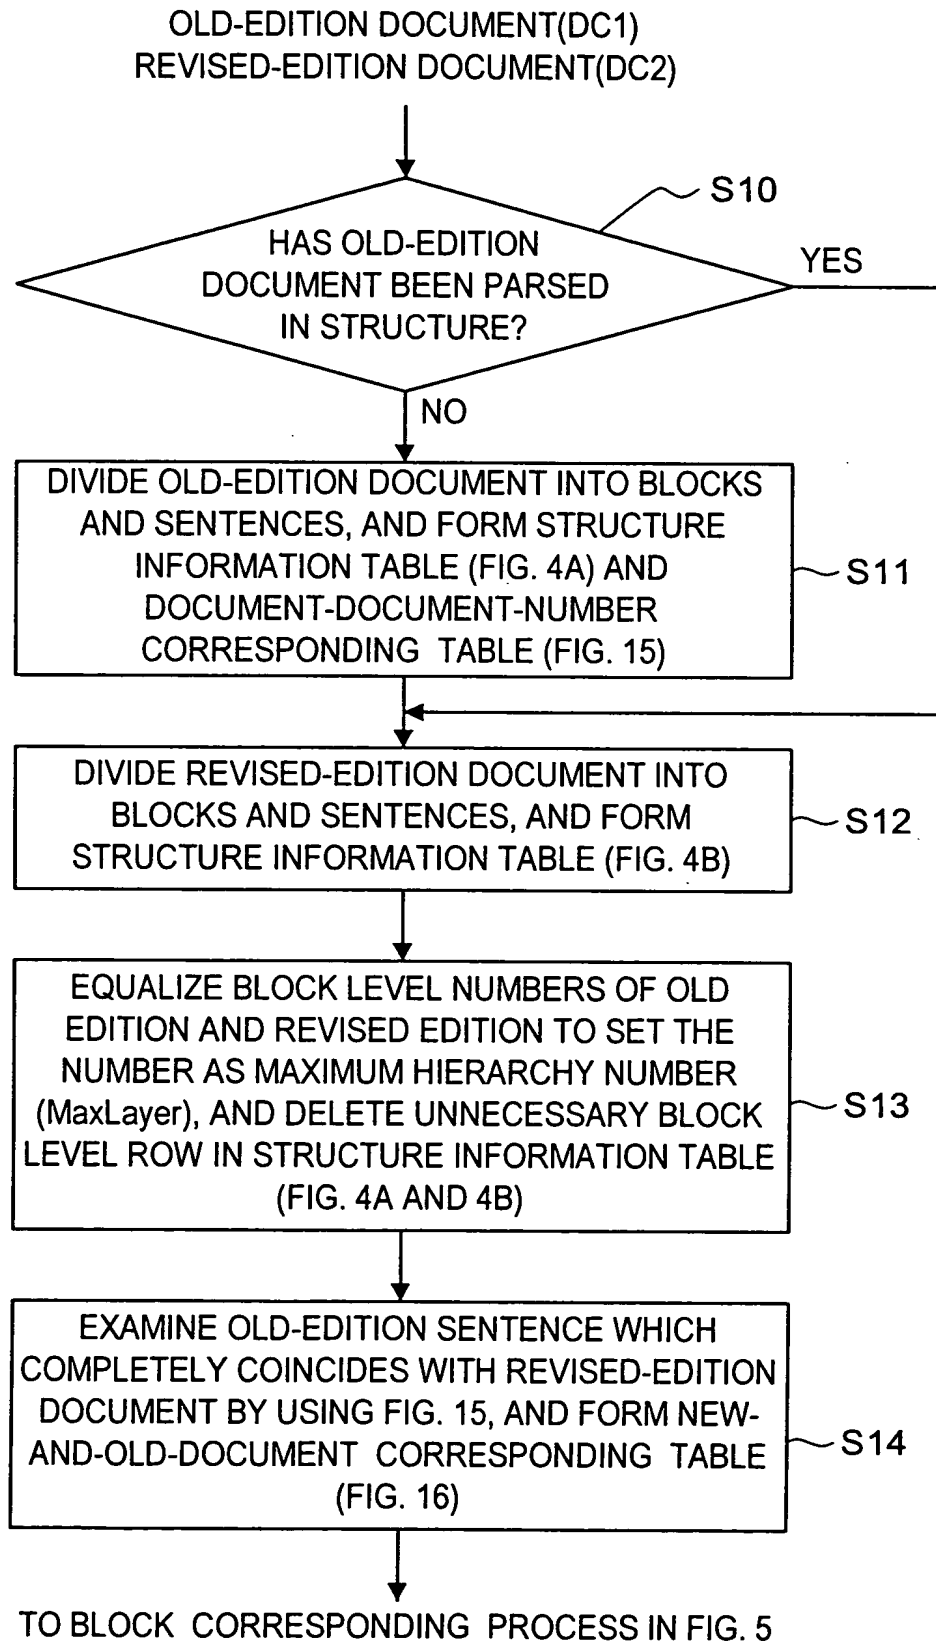 OLD-EDITION DOCUMENT(DC1)
REVISED-EDITION DOCUMENT(DC2)
S10
HAS OLD-EDITION
DOCUMENT BEEN PARSED
IN STRUCTURE?
YES
NO
DIVIDE OLD-EDITION DOCUMENT INTO BLOCKS
AND SENTENCES, AND FORM STRUCTURE
INFORMATION TABLE (FIG. 4A) AND
DOCUMENT-DOCUMENT-NUMBER
CORRESPONDING TABLE (FIG. 15)
S11
DIVIDE REVISED-EDITION DOCUMENT INTO
BLOCKS AND SENTENCES, AND FORM
STRUCTURE INFORMATION TABLE (FIG. 4B)
S12
EQUALIZE BLOCK LEVEL NUMBERS OF OLD
EDITION AND REVISED EDITION TO SET THE
NUMBER AS MAXIMUM HIERARCHY NUMBER
(MaxLayer), AND DELETE UNNECESSARY BLOCK
LEVEL ROW IN STRUCTURE INFORMATION TABLE
(FIG. 4A AND 4B)
S13
EXAMINE OLD-EDITION SENTENCE WHICH
COMPLETELY COINCIDES WITH REVISED-EDITION
DOCUMENT BY USING FIG. 15, AND FORM NEW-
AND-OLD-DOCUMENT CORRESPONDING TABLE
(FIG. 16)
S14
TO BLOCK CORRESPONDING PROCESS IN FIG. 5